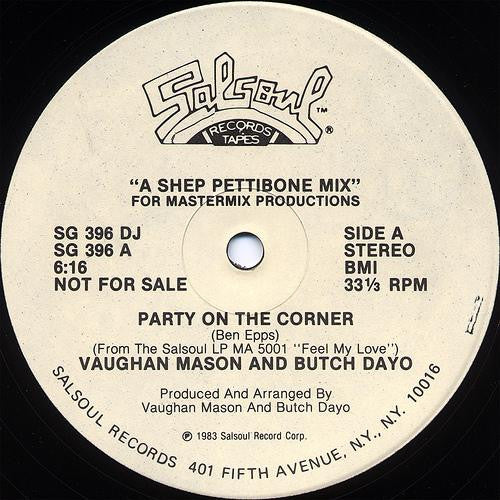 Salsoul ™
RECORDS ®
TAPES
"A SHEP PETTIBONE MIX"
FOR MASTERMIX PRODUCTIONS
SG 396 DJ
SG 396 A
6:16
NOT FOR SALE
SIDE A
STEREO
BMI
33⅓ RPM
PARTY ON THE CORNER
(Ben Epps)
(From The Salsoul LP MA 5001 "Feel My Love")
VAUGHAN MASON AND BUTCH DAYO
Produced And Arranged By
Vaughan Mason And Butch Dayo
℗ 1983 Salsoul Record Corp.
SALSOUL RECORDS 401 FIFTH AVENUE, N.Y., N.Y. 10016